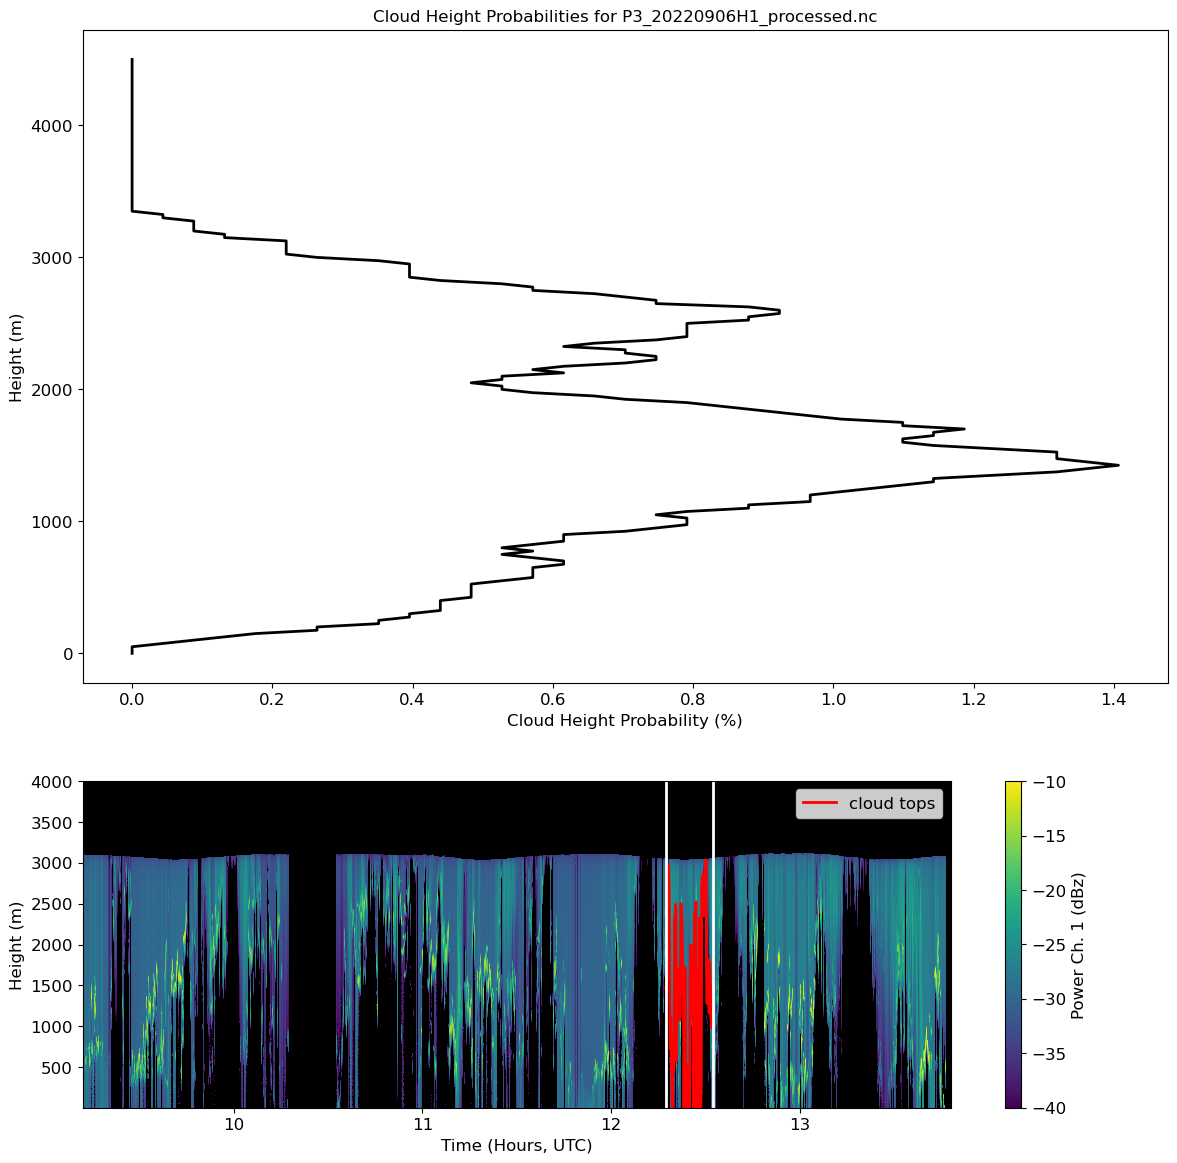 Cloud Height Probabilities for P3_20220906H1_processed.nc
Height (m)
4000
3000
2000
1000
0
0.0 0.2 0.4 0.6 0.8 1.0 1.2 1.4
Cloud Height Probability (%)
cloud tops
Height (m)
4000
3500
3000
2500
2000
1500
1000
500
10 11 12 13
Time (Hours, UTC)
−10
−15
−20
−25
−30
−35
−40
Power Ch. 1 (dBz)